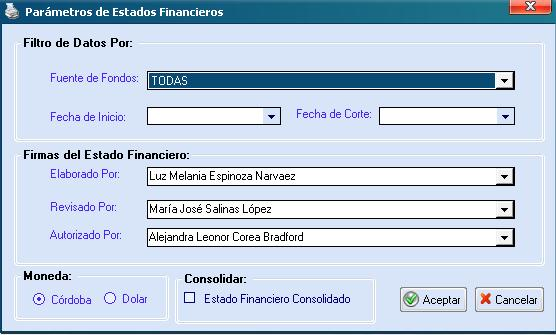 Parámetros de Estados Financieros
Filtro de Datos Por:
Fuente de Fondos: TODAS
Fecha de Inicio: Fecha de Corte:
Firmas del Estado Financiero:
Elaborado Por: Luz Melania Espinoza Narvaez
Revisado Por: María José Salinas López
Autorizado Por: Alejandra Leonor Corea Bradford
Moneda: Consolidar:
Córdoba Dolar Estado Financiero Consolidado Aceptar Cancelar